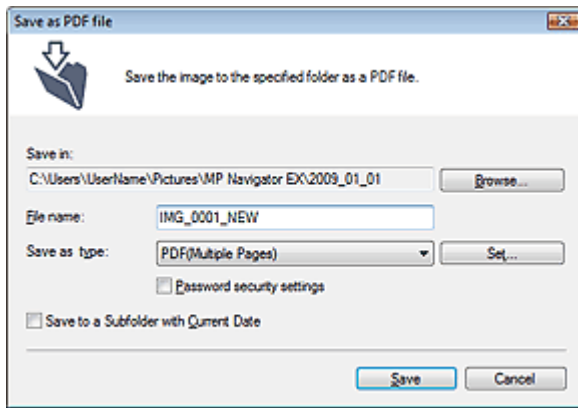 Save as PDF file
Save the image to the specified folder as a PDF file.
Save in:
C:\Users\UserName\Pictures\MP Navigator EX\2009_01_01
Browse...
File name:
IMG_0001_NEW
Save as type:
PDF(Multiple Pages)
Set...
Password security settings
Save to a Subfolder with Current Date
Save
Cancel